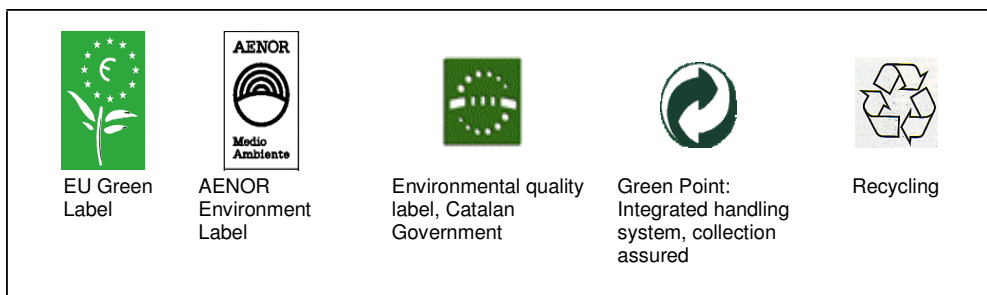 AENOR
Medio
Ambiente
EU Green
Label
AENOR
Environment
Label
Environmental quality
label, Catalan
Government
Green Point:
Integrated handling
system, collection
assured
Recycling